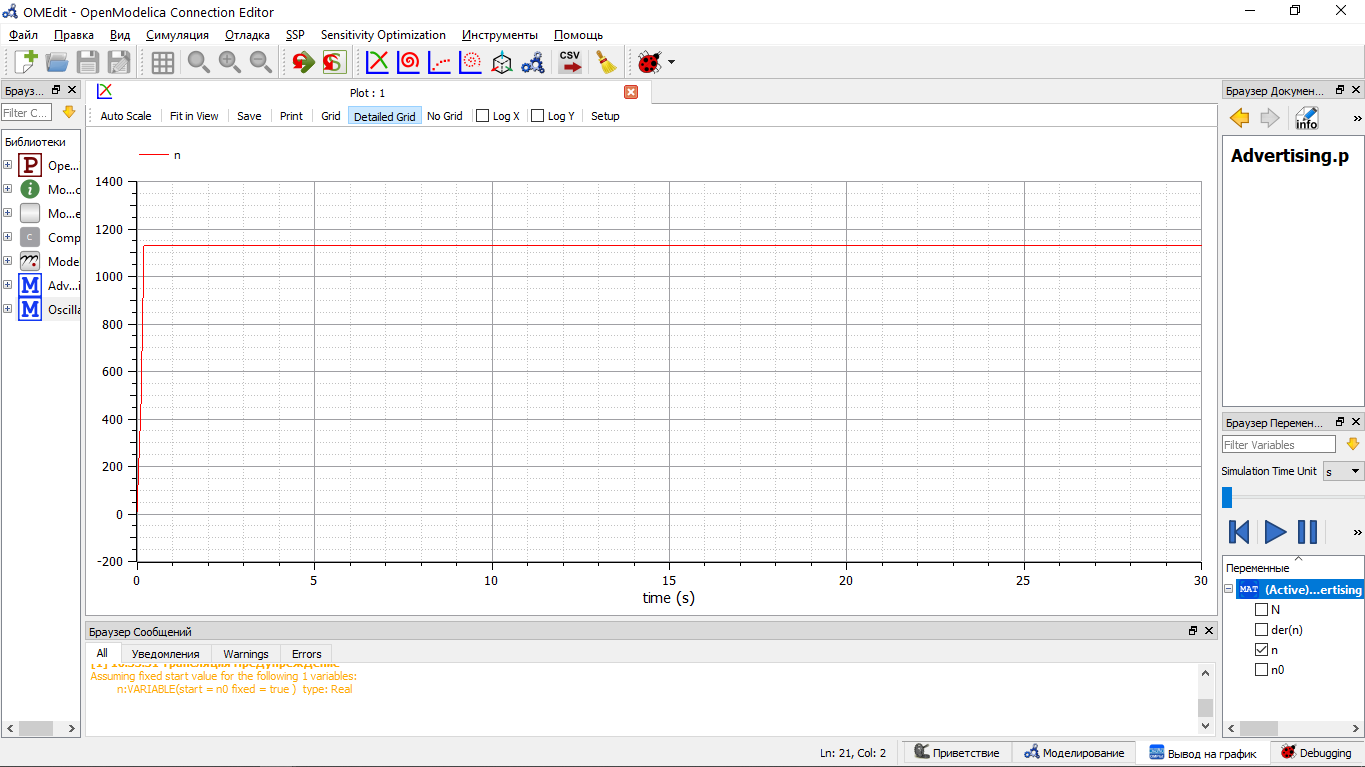 OMEdit - OpenModelica Connection Editor
Файл Правка Вид Симуляция Отладка SSP Sensitivity Optimization Инструменты Помощь
CSV
Брауз...
Filter C...
Библиотеки
P Ope...
i Mo...c
Mo...e
C Comp
Mode
M Adv...i
M Oscilla
Plot : 1
Auto Scale Fit in View Save Print Grid Detailed Grid No Grid Log X Log Y Setup
n
1400
1200
1000
800
600
400
200
0
-200
0 5 10 15 20 25 30
time (s)
Браузер Сообщений
All Уведомления Warnings Errors
[1] 16:55:51 Трансляция Предупреждение
Assuming fixed start value for the following 1 variables:
n:VARIABLE(start = n0 fixed = true ) type: Real
Браузер Докумен...
info »
Advertising.p
Браузер Перемен...
Filter Variables
Simulation Time Unit s
»
Переменные
MAT (Active)...ertising
N
der(n)
n
n0
Ln: 21, Col: 2 Приветствие Моделирование Вывод на график Debugging